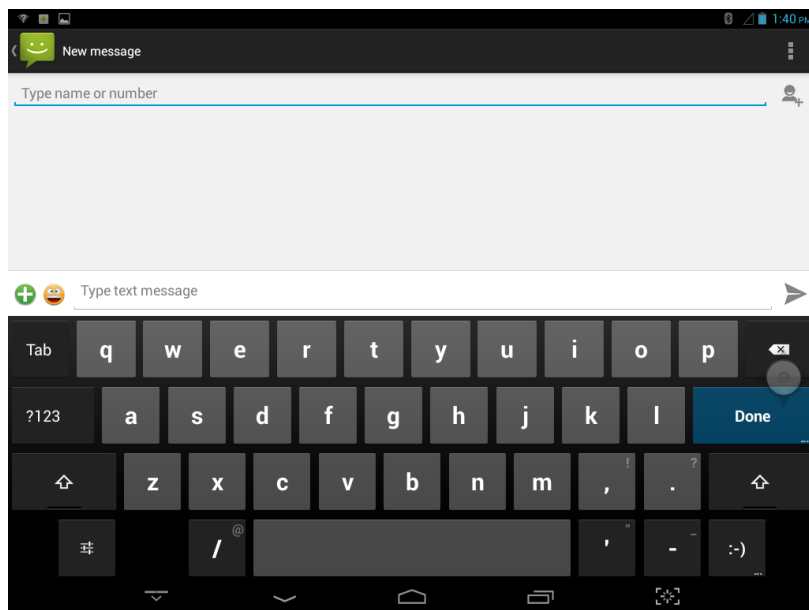 1:40 PM
New message
Type name or number
Type text message
Tab q w e r t y u i o p
?123 a s d f g h j k l Done ...
z x c v b n m , ! . ?
/ @ ' " - _ :-) ...